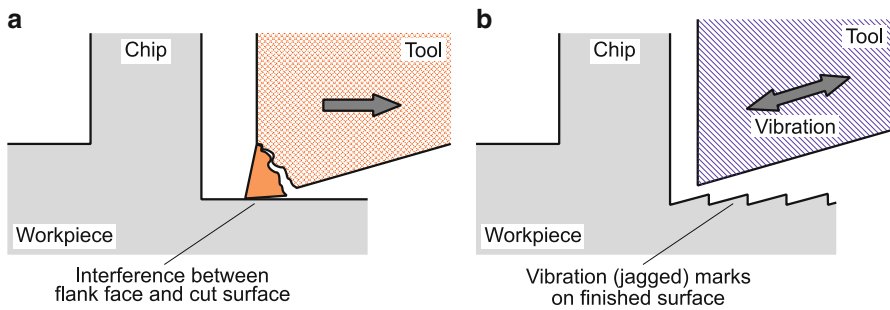 a
Chip
Tool
Workpiece
Interference between
flank face and cut surface
b
Chip
Tool
Vibration
Workpiece
Vibration (jagged) marks
on finished surface